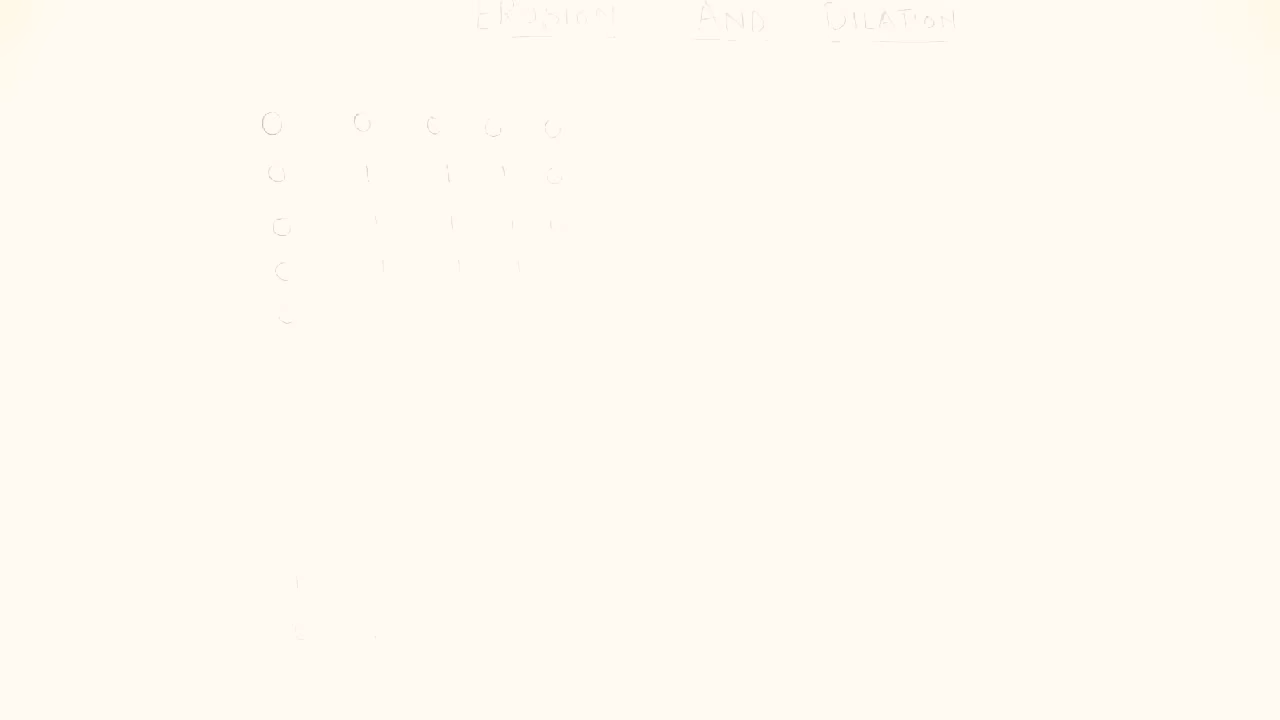 EROSION AND DILATION
0 0 0 0 0
0 1 1 1 0
0 1 1 1 0
0 1 1 1
0
1